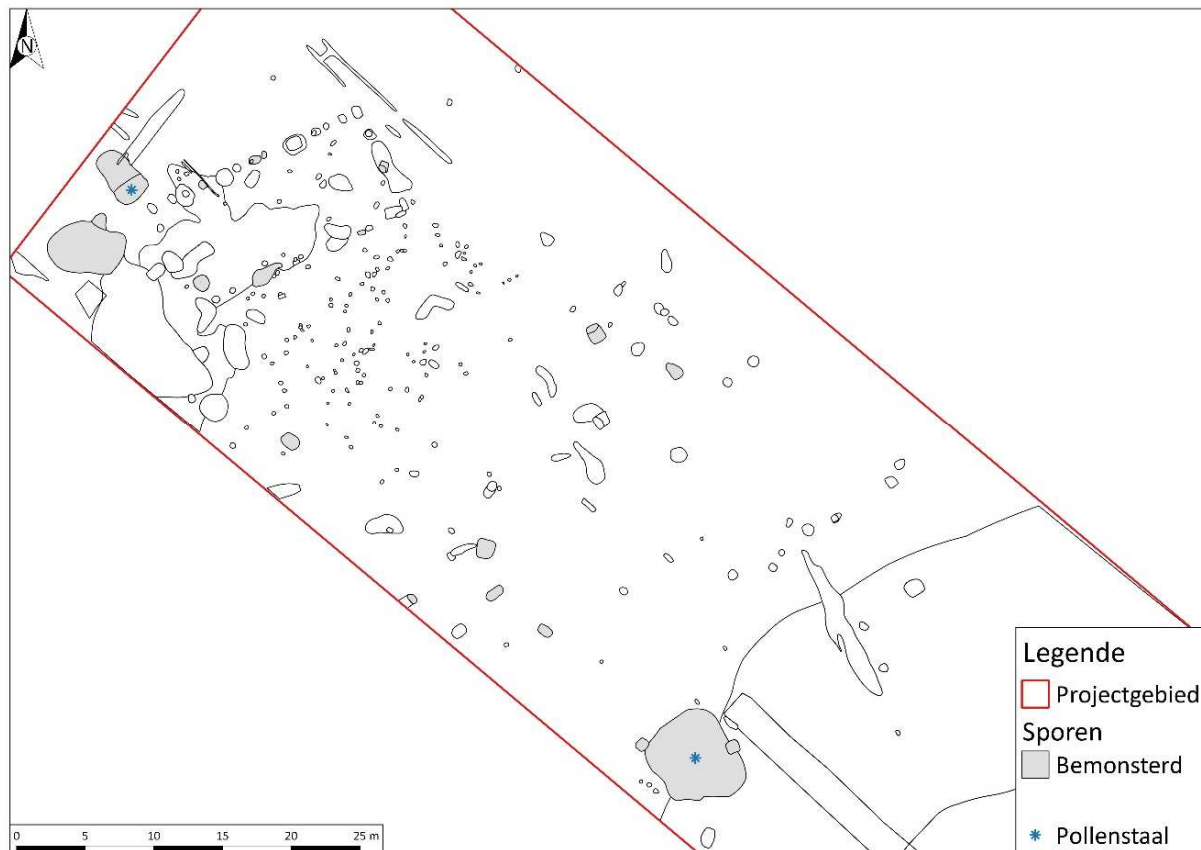 N
Legende
Projectgebied
Sporen
Bemonsterd
Pollenstaal
0 5 10 15 20 25 m